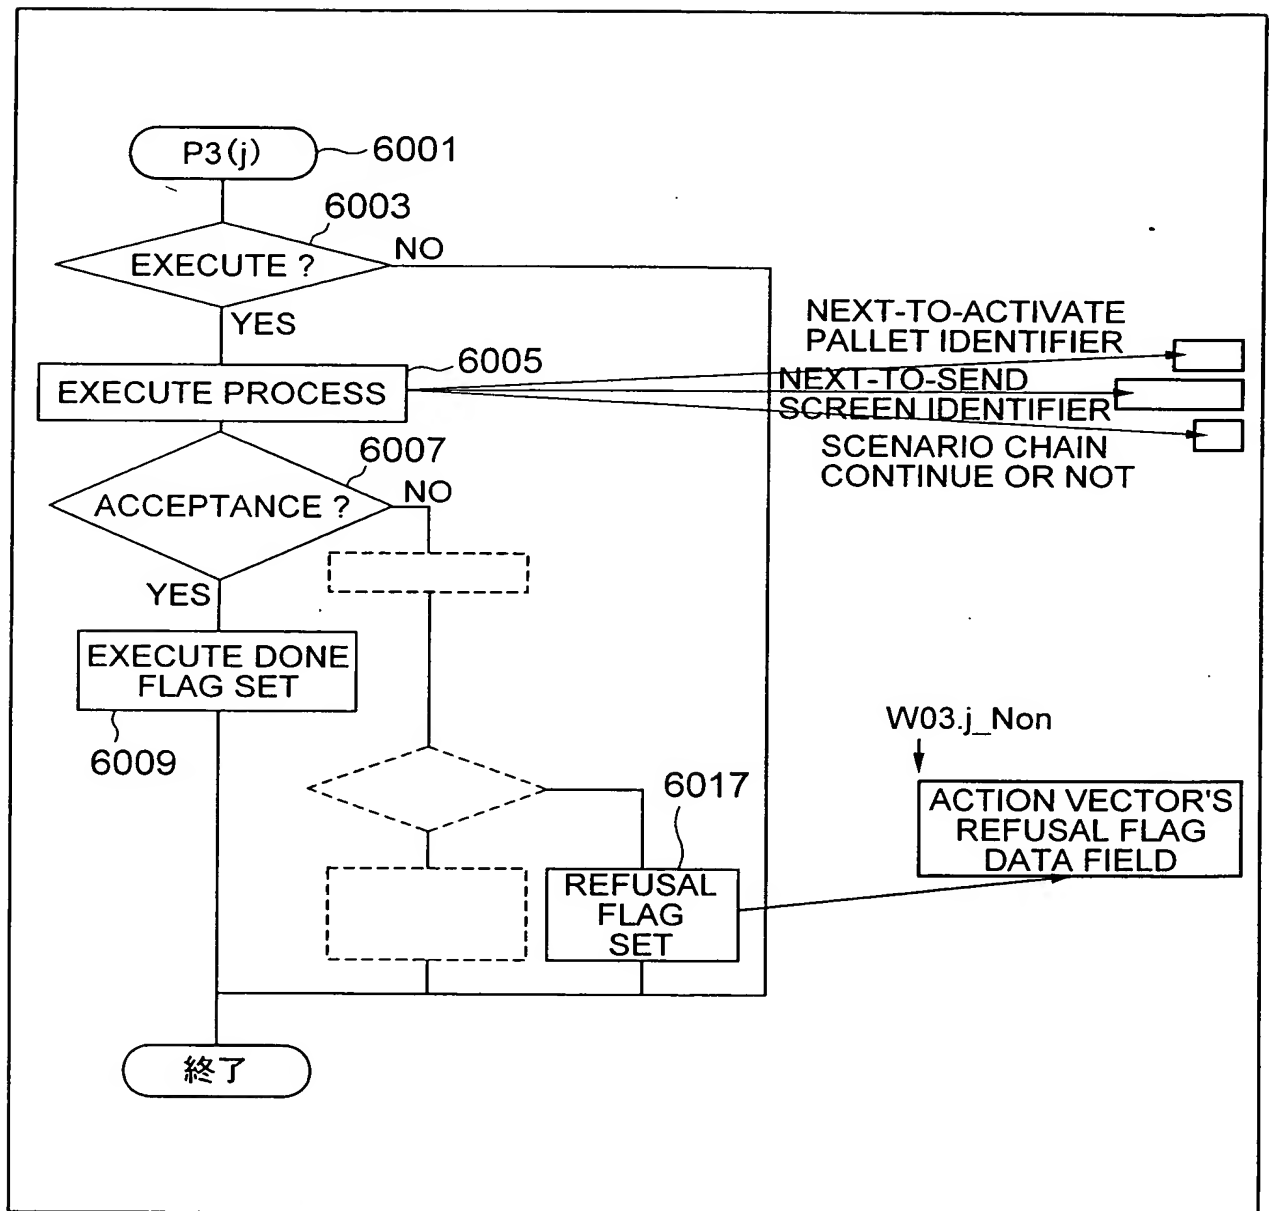 P3(j)
6001
6003
EXECUTE ?
NO
YES
NEXT-TO-ACTIVATE
PALLET IDENTIFIER
6005
EXECUTE PROCESS
NEXT-TO-SEND
SCREEN IDENTIFIER
SCENARIO CHAIN
CONTINUE OR NOT
6007
ACCEPTANCE ?
NO
YES
EXECUTE DONE
FLAG SET
6009
W03.j_Non
6017
ACTION VECTOR'S
REFUSAL FLAG
DATA FIELD
REFUSAL
FLAG
SET
終了